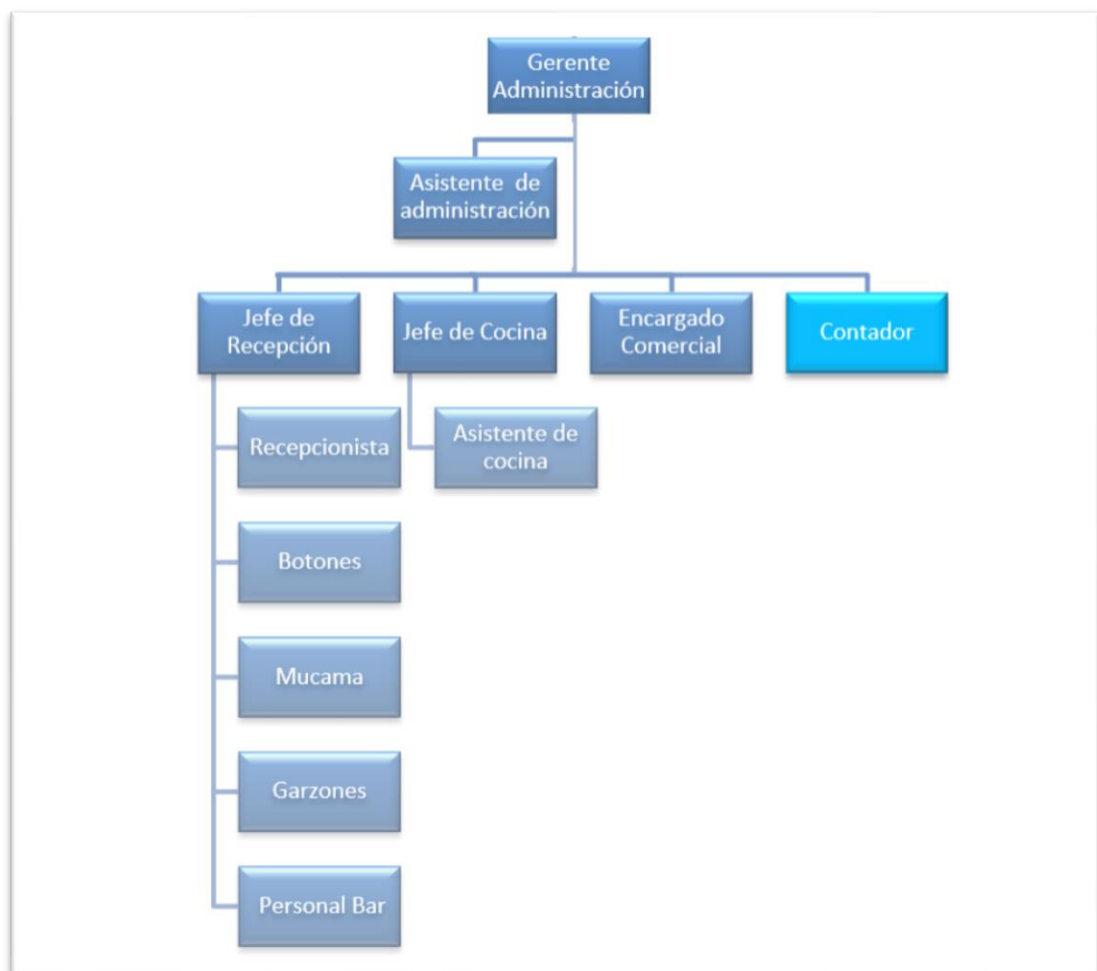 Gerente
Administración
Asistente de
administración
Jefe de
Recepción
Jefe de Cocina
Encargado
Comercial
Contador
Recepcionista
Asistente de
cocina
Botones
Mucama
Garzones
Personal Bar